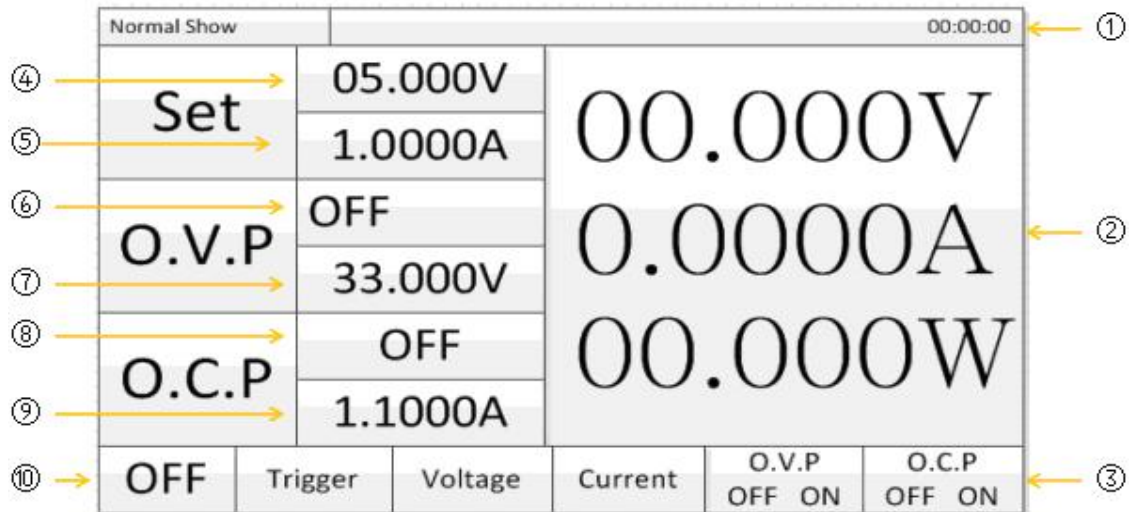 Normal Show 00:00:00 ①
④ Set 05.000V
⑤ 1.0000A
00.000V
⑥ O.V.P OFF
0.0000A ②
⑦ 33.000V
⑧ O.C.P OFF
00.000W
⑨ 1.1000A
⑩ OFF Trigger Voltage Current O.V.P O.C.P ③
OFF ON OFF ON